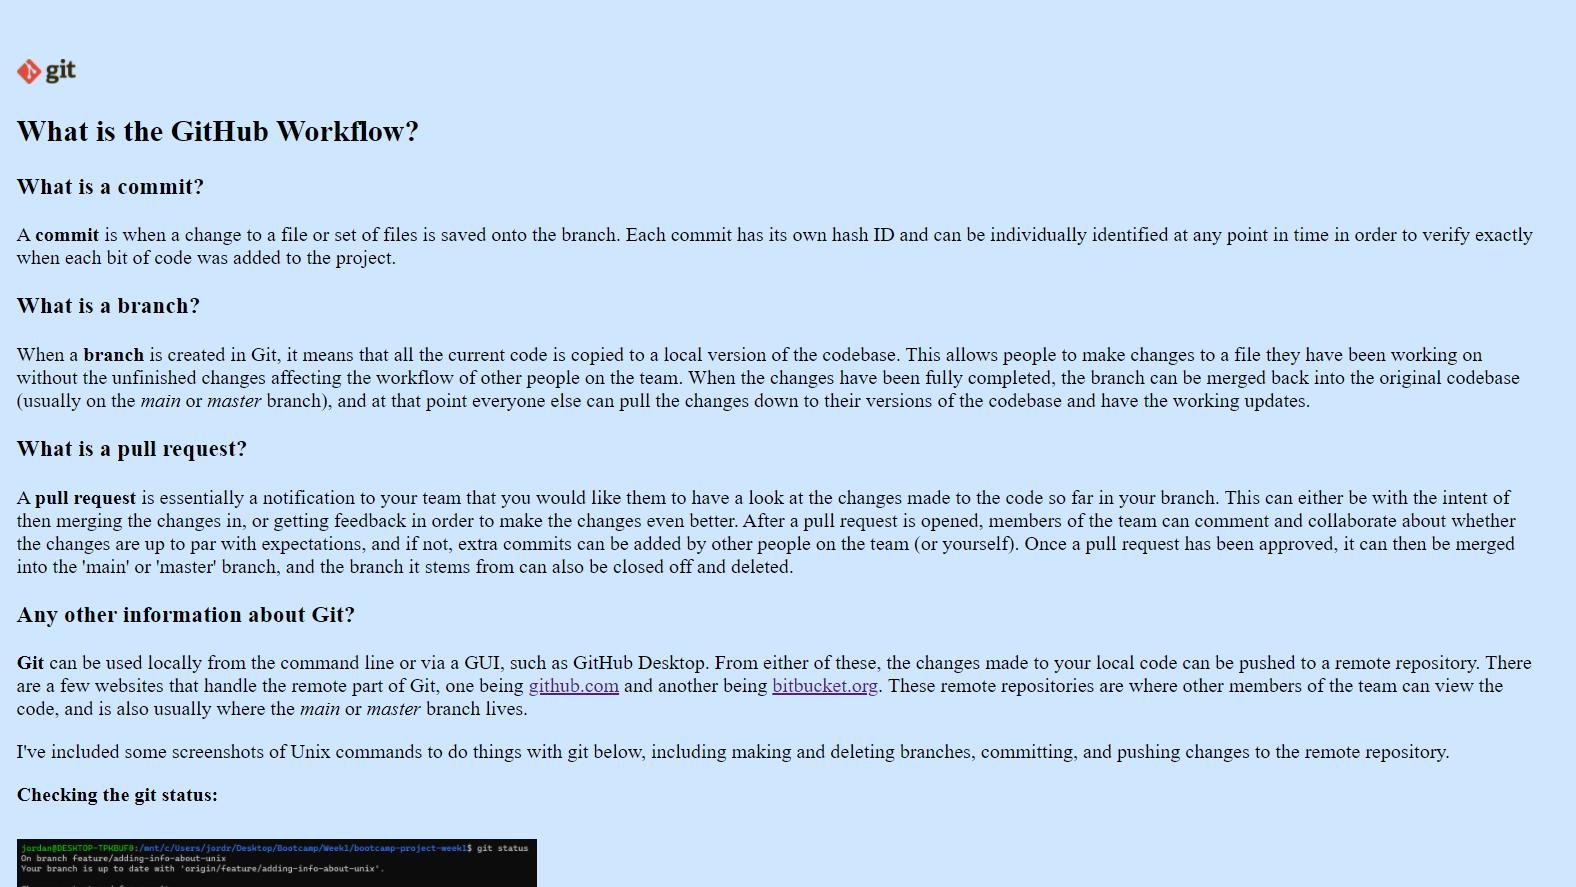 git
What is the GitHub Workflow?
What is a commit?
A commit is when a change to a file or set of files is saved onto the branch. Each commit has its own hash ID and can be individually identified at any point in time in order to verify exactly
when each bit of code was added to the project.
What is a branch?
When a branch is created in Git, it means that all the current code is copied to a local version of the codebase. This allows people to make changes to a file they have been working on
without the unfinished changes affecting the workflow of other people on the team. When the changes have been fully completed, the branch can be merged back into the original codebase
(usually on the main or master branch), and at that point everyone else can pull the changes down to their versions of the codebase and have the working updates.
What is a pull request?
A pull request is essentially a notification to your team that you would like them to have a look at the changes made to the code so far in your branch. This can either be with the intent of
then merging the changes in, or getting feedback in order to make the changes even better. After a pull request is opened, members of the team can comment and collaborate about whether
the changes are up to par with expectations, and if not, extra commits can be added by other people on the team (or yourself). Once a pull request has been approved, it can then be merged
into the 'main' or 'master' branch, and the branch it stems from can also be closed off and deleted.
Any other information about Git?
Git can be used locally from the command line or via a GUI, such as GitHub Desktop. From either of these, the changes made to your local code can be pushed to a remote repository. There
are a few websites that handle the remote part of Git, one being github.com and another being bitbucket.org. These remote repositories are where other members of the team can view the
code, and is also usually where the main or master branch lives.
I've included some screenshots of Unix commands to do things with git below, including making and deleting branches, committing, and pushing changes to the remote repository.
Checking the git status:
jordan@DESKTOP-TPKBUF8:/mnt/c/Users/jordr/Desktop/Bootcamp/Week1/bootcamp-project-week1$ git status
On branch feature/adding-info-about-unix
Your branch is up to date with 'origin/feature/adding-info-about-unix'.